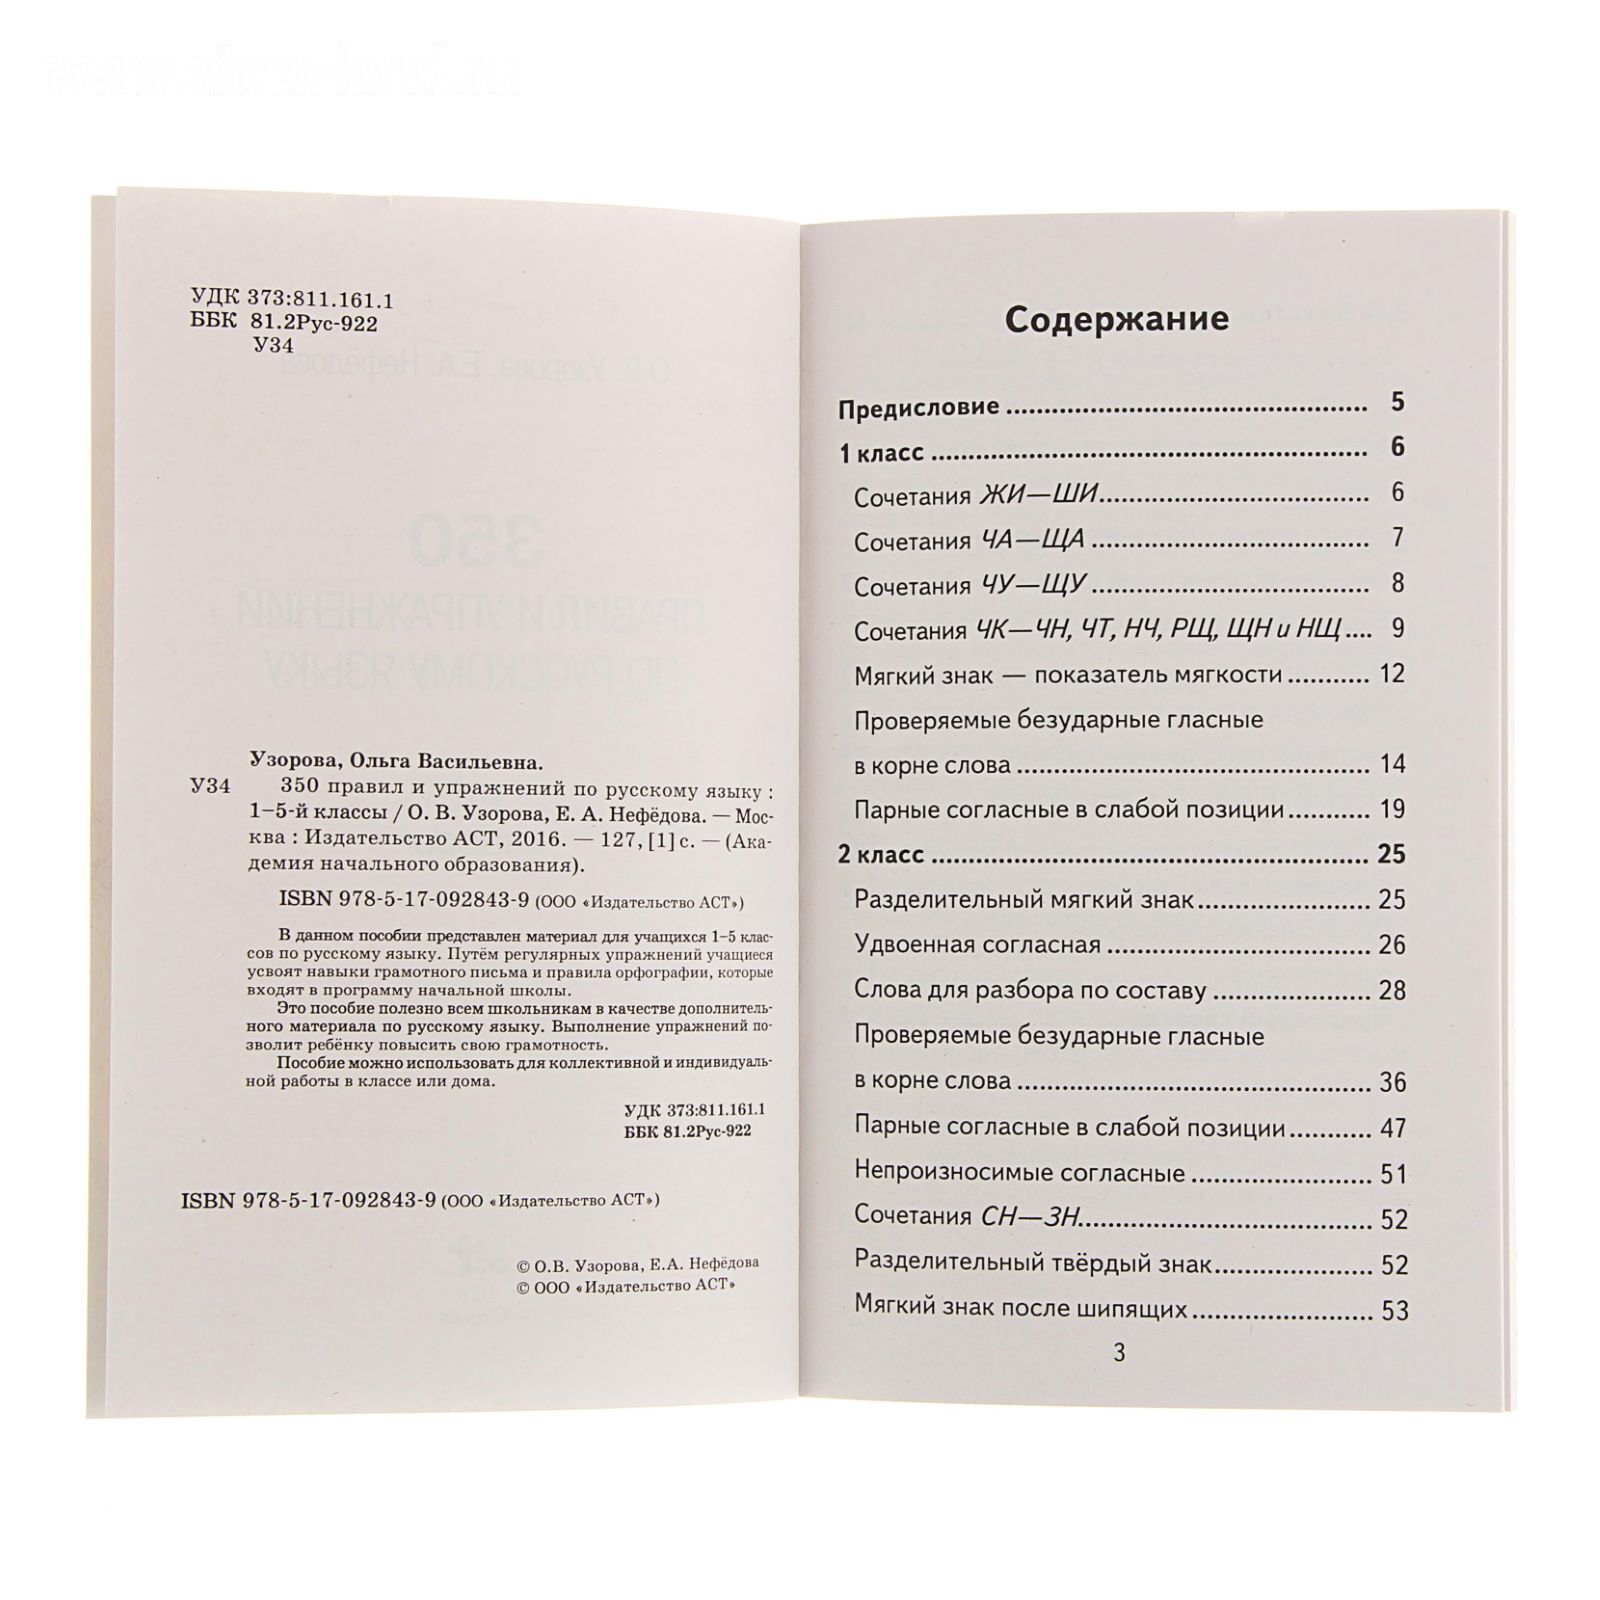 УДК 373:811.161.1
ББК 81.2Рус-922
У34
Узорова, Ольга Васильевна.
У34 350 правил и упражнений по русскому языку :
1–5-й классы / О. В. Узорова, Е. А. Нефёдова. — Мос-
ква : Издательство АСТ, 2016. — 127, [1] с. — (Ака-
демия начального образования).
ISBN 978-5-17-092843-9 (ООО «Издательство АСТ»)
В данном пособии представлен материал для учащихся 1–5 клас-
сов по русскому языку. Путём регулярных упражнений учащиеся
усвоят навыки грамотного письма и правила орфографии, которые
входят в программу начальной школы.
Это пособие полезно всем школьникам в качестве дополнитель-
ного материала по русскому языку. Выполнение упражнений по-
зволит ребёнку повысить свою грамотность.
Пособие можно использовать для коллективной и индивидуаль-
ной работы в классе или дома.
УДК 373:811.161.1
ББК 81.2Рус-922
ISBN 978-5-17-092843-9 (ООО «Издательство АСТ»)
© О.В. Узорова, Е.А. Нефёдова
© ООО «Издательство АСТ»
Содержание
Предисловие ........ 5
1 класс ........ 6
Сочетания ЖИ—ШИ ........ 6
Сочетания ЧА—ЩА ........ 7
Сочетания ЧУ—ЩУ ........ 8
Сочетания ЧК—ЧН, ЧТ, НЧ, РЩ, ЩН и НЩ .... 9
Мягкий знак — показатель мягкости ........ 12
Проверяемые безударные гласные
в корне слова ........ 14
Парные согласные в слабой позиции ........ 19
2 класс ........ 25
Разделительный мягкий знак ........ 25
Удвоенная согласная ........ 26
Слова для разбора по составу ........ 28
Проверяемые безударные гласные
в корне слова ........ 36
Парные согласные в слабой позиции ........ 47
Непроизносимые согласные ........ 51
Сочетания СН—ЗН ........ 52
Разделительный твёрдый знак ........ 52
Мягкий знак после шипящих ........ 53
3